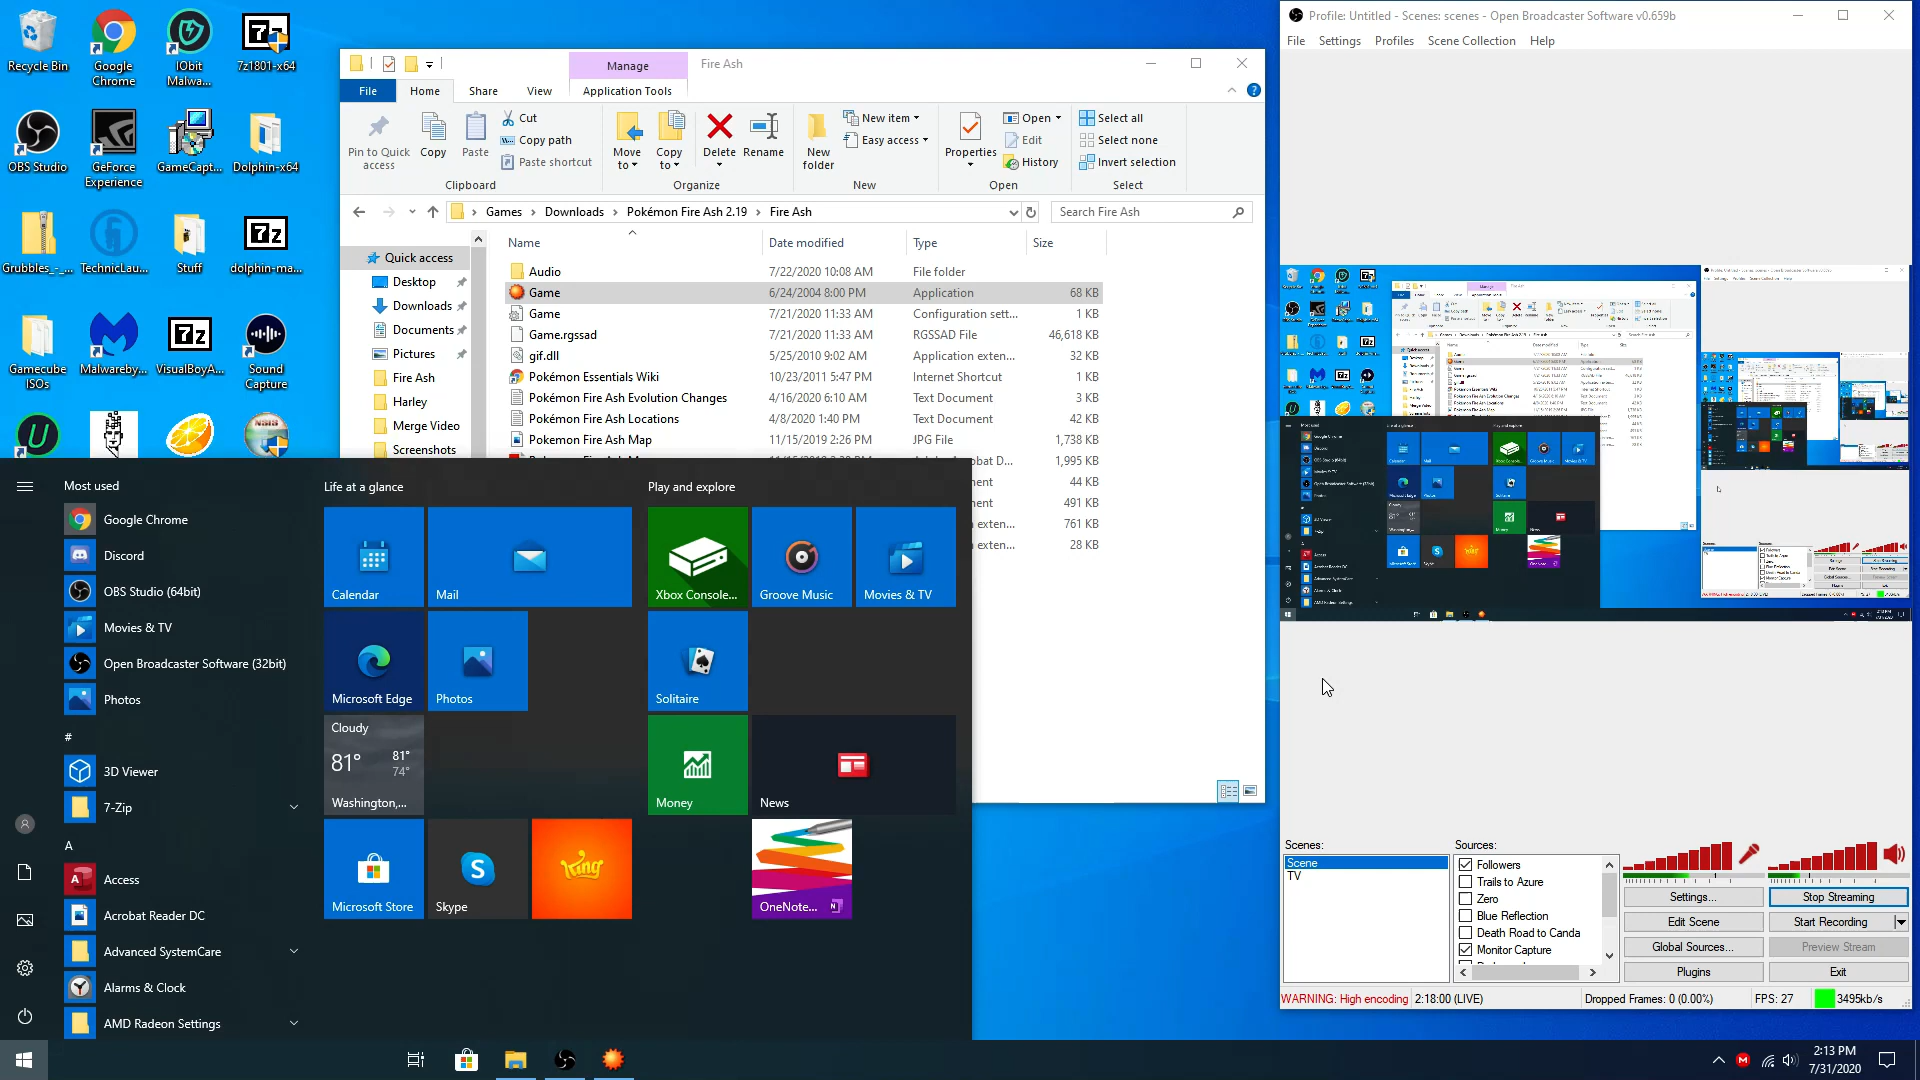 Recycle Bin
Google Chrome
IObit Malwa...
7z1801-x64
OBS Studio
GeForce Experience
GameCapt...
Dolphin-x64
Grubbles_-_...
TechnicLau...
Stuff
dolphin-ma...
Gamecube ISOs
Malwareby...
VisualBoyA...
Sound Capture
Manage
Fire Ash
File
Home
Share
View
Application Tools
Pin to Quick access
Copy
Paste
Cut
Copy path
Paste shortcut
Clipboard
Move to
Copy to
Delete
Rename
Organize
New folder
New item
Easy access
New
Properties
Open
Edit
History
Open
Select all
Select none
Invert selection
Select
Games > Downloads > Pokémon Fire Ash 2.19 > Fire Ash
Search Fire Ash
Name Date modified Type Size
Quick access
Desktop
Downloads
Documents
Pictures
Fire Ash
Harley
Merge Video
Screenshots
Audio 7/22/2020 10:08 AM File folder
Game 6/24/2004 8:00 PM Application 68 KB
Game 7/21/2020 11:33 AM Configuration sett... 1 KB
Game.rgssad 7/21/2020 11:33 AM RGSSAD File 46,618 KB
gif.dll 5/25/2010 9:02 AM Application exten... 32 KB
Pokémon Essentials Wiki 10/23/2011 5:47 PM Internet Shortcut 1 KB
Pokémon Fire Ash Evolution Changes 4/16/2020 6:10 AM Text Document 3 KB
Pokémon Fire Ash Locations 4/8/2020 1:40 PM Text Document 42 KB
Pokemon Fire Ash Map 11/15/2019 2:26 PM JPG File 1,738 KB
1,995 KB
44 KB
491 KB
761 KB
28 KB
Most used
Google Chrome
Discord
OBS Studio (64bit)
Movies & TV
Open Broadcaster Software (32bit)
Photos
#
3D Viewer
7-Zip
A
Access
Acrobat Reader DC
Advanced SystemCare
Alarms & Clock
AMD Radeon Settings
Life at a glance
Calendar
Mail
Microsoft Edge
Photos
Cloudy
81° 81°
74°
Washington,...
Microsoft Store
Skype
King
Play and explore
Xbox Console...
Groove Music
Movies & TV
Solitaire
Money
News
OneNote...
Profile: Untitled - Scenes: scenes - Open Broadcaster Software v0.659b
File Settings Profiles Scene Collection Help
Scenes:
Scene
TV
Sources:
Followers
Trails to Azure
Zero
Blue Reflection
Death Road to Canda
Monitor Capture
Settings...
Stop Streaming
Edit Scene
Start Recording
Global Sources...
Preview Stream
Plugins
Exit
WARNING: High encoding 2:18:00 (LIVE) Dropped Frames: 0 (0.00%) FPS: 27 3495kb/s
2:13 PM
7/31/2020